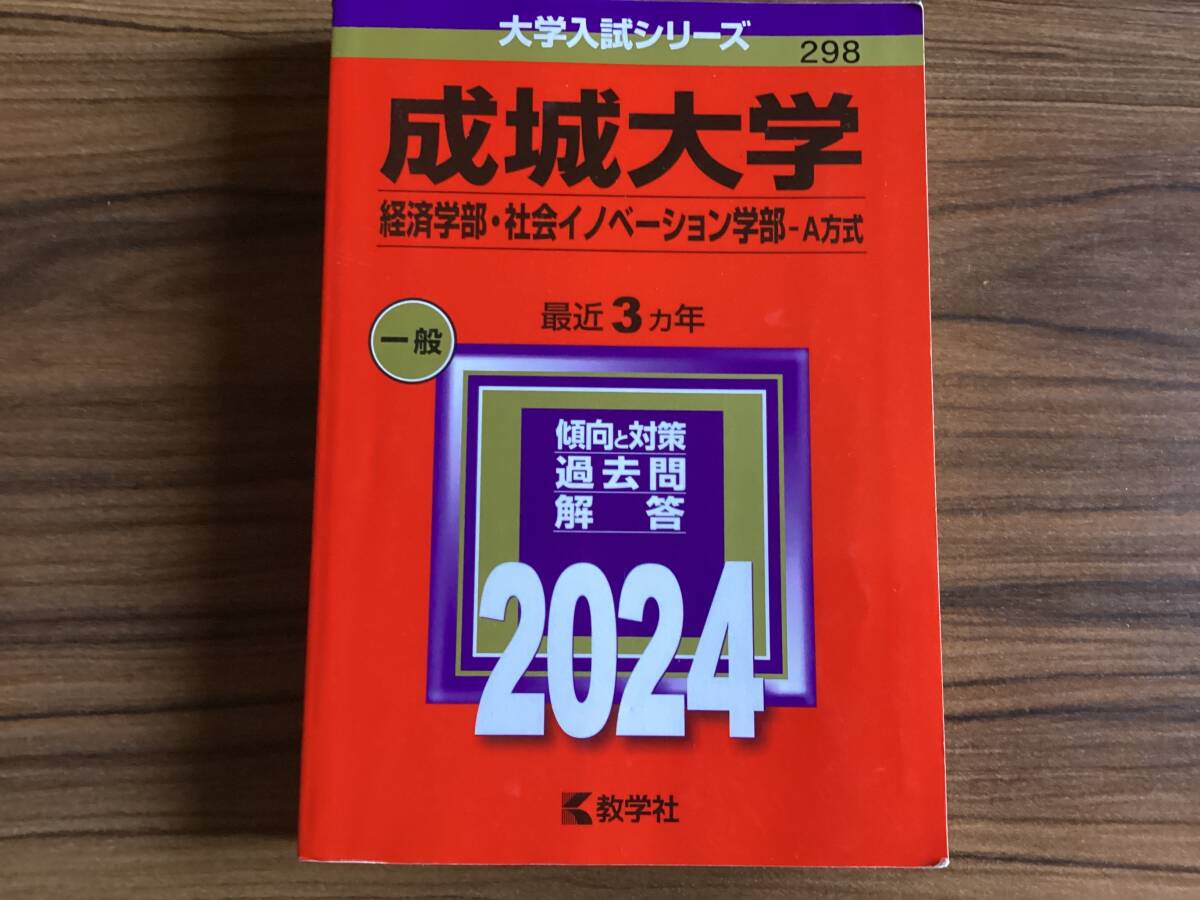 大学入試シリーズ
298
成城大学
経済学部・社会イノベーション学部-A方式
最近3カ年
一般
傾向と対策
過去問
解答
2024
教学社